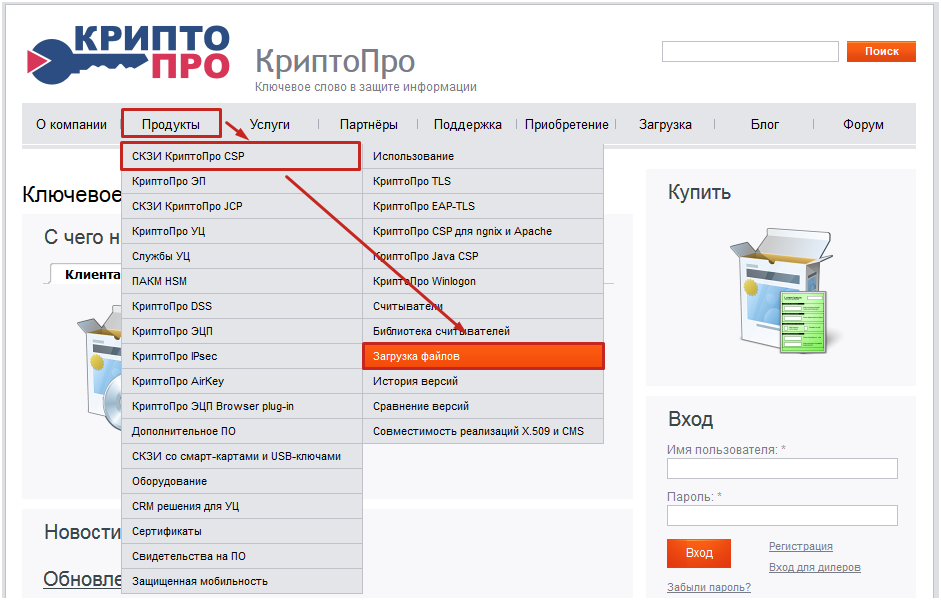 КРИПТО
ПРО
КриптоПро
Ключевое слово в защите информации
Поиск
О компании
Продукты
Услуги
Партнёры
Поддержка
Приобретение
Загрузка
Блог
Форум
СКЗИ КриптоПро CSP
КриптоПро ЭП
СКЗИ КриптоПро JCP
КриптоПро УЦ
Службы УЦ
ПАКМ HSM
КриптоПро DSS
КриптоПро ЭЦП
КриптоПро IPsec
КриптоПро AirKey
КриптоПро ЭЦП Browser plug-in
Дополнительное ПО
СКЗИ со смарт-картами и USB-ключами
Оборудование
CRM решения для УЦ
Сертификаты
Свидетельства на ПО
Защищенная мобильность
Использование
КриптоПро TLS
КриптоПро EAP-TLS
КриптоПро CSP для ngnix и Apache
КриптоПро Java CSP
КриптоПро Winlogon
Считыватели
Библиотека считывателей
Загрузка файлов
История версий
Сравнение версий
Совместимость реализаций X.509 и CMS
Ключевое
С чего н
Клиента
Новости
Обновле
Купить
Вход
Имя пользователя: *
Пароль: *
Вход
Регистрация
Вход для дилеров
Забыли пароль?